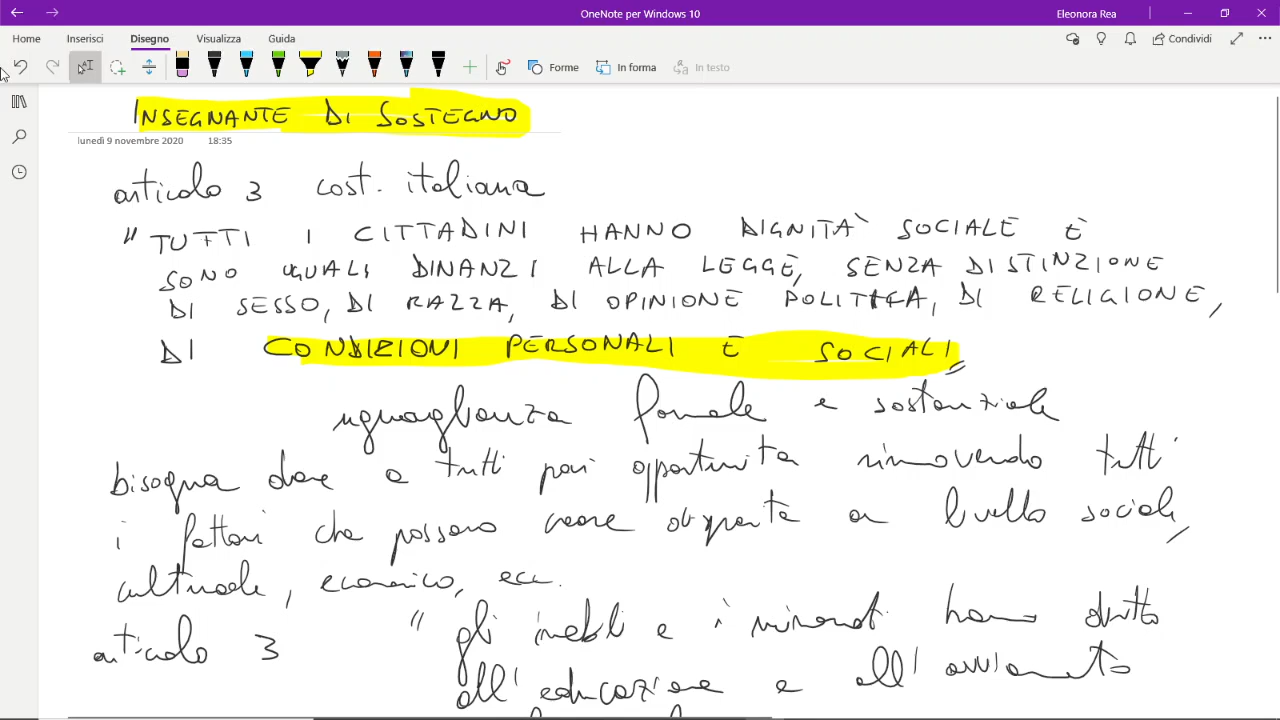 OneNote per Windows 10
Eleonora Rea
Home Inserisci Disegno Visualizza Guida
Condividi
Forme In forma In testo
INSEGNANTE DI SOSTEGNO
lunedì 9 novembre 2020 18:35
articolo 3 cost. italiana
"TUTTI I CITTADINI HANNO DIGNITÀ SOCIALE E
SONO UGUALI DINANZI ALLA LEGGE, SENZA DISTINZIONE
DI SESSO, DI RAZZA, DI OPINIONE POLITICA, DI RELIGIONE,
DI CONDIZIONI PERSONALI E SOCIALI"
uguaglianza formale e sostanziale
bisogna dare a tutti pari opportunità rimovendo tutti
i fattori che possano creare disparità a livello sociale,
culturale, economico, ecc.
articolo 3 "gli inabili e i minorati hanno diritto
all'educazione e all'avviamento